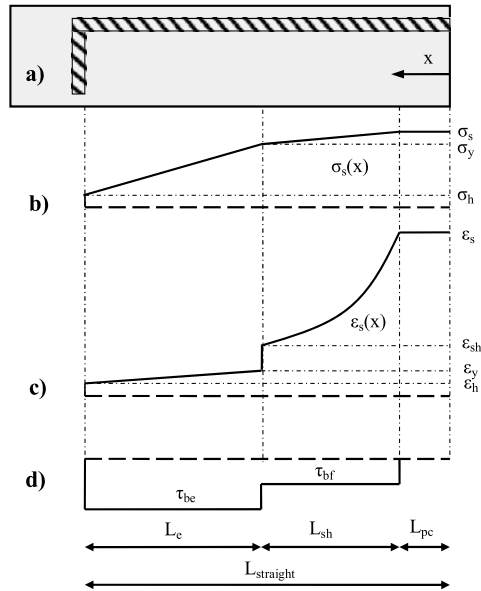 a)
x
σs
σy
σs(x)
σh
b)
εs
εs(x)
εsh
εy
εh
c)
d)
τbf
τbe
Le
Lsh
Lpc
Lstraight